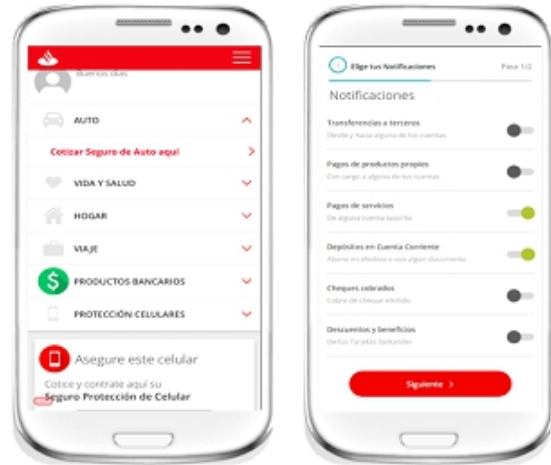 Buenos días
AUTO
Cotizar Seguro de Auto aquí
VIDA Y SALUD
HOGAR
VIAJE
PRODUCTOS BANCARIOS
PROTECCIÓN CELULARES
Asegure este celular
Cotice y contrate aquí su
Seguro Protección de Celular
Elige tus Notificaciones
Paso 1/2
Notificaciones
Transferencias a terceros
Desde y hacia alguna de tus cuentas
Pagos de productos propios
Con cargo a alguna de tus cuentas
Pagos de servicios
De alguna cuenta suscrita
Depósitos en Cuenta Corriente
Abono en efectivo o con algún documento
Cheques cobrados
Cobro de cheque emitido
Descuentos y beneficios
De tus Tarjetas Santander
Siguiente